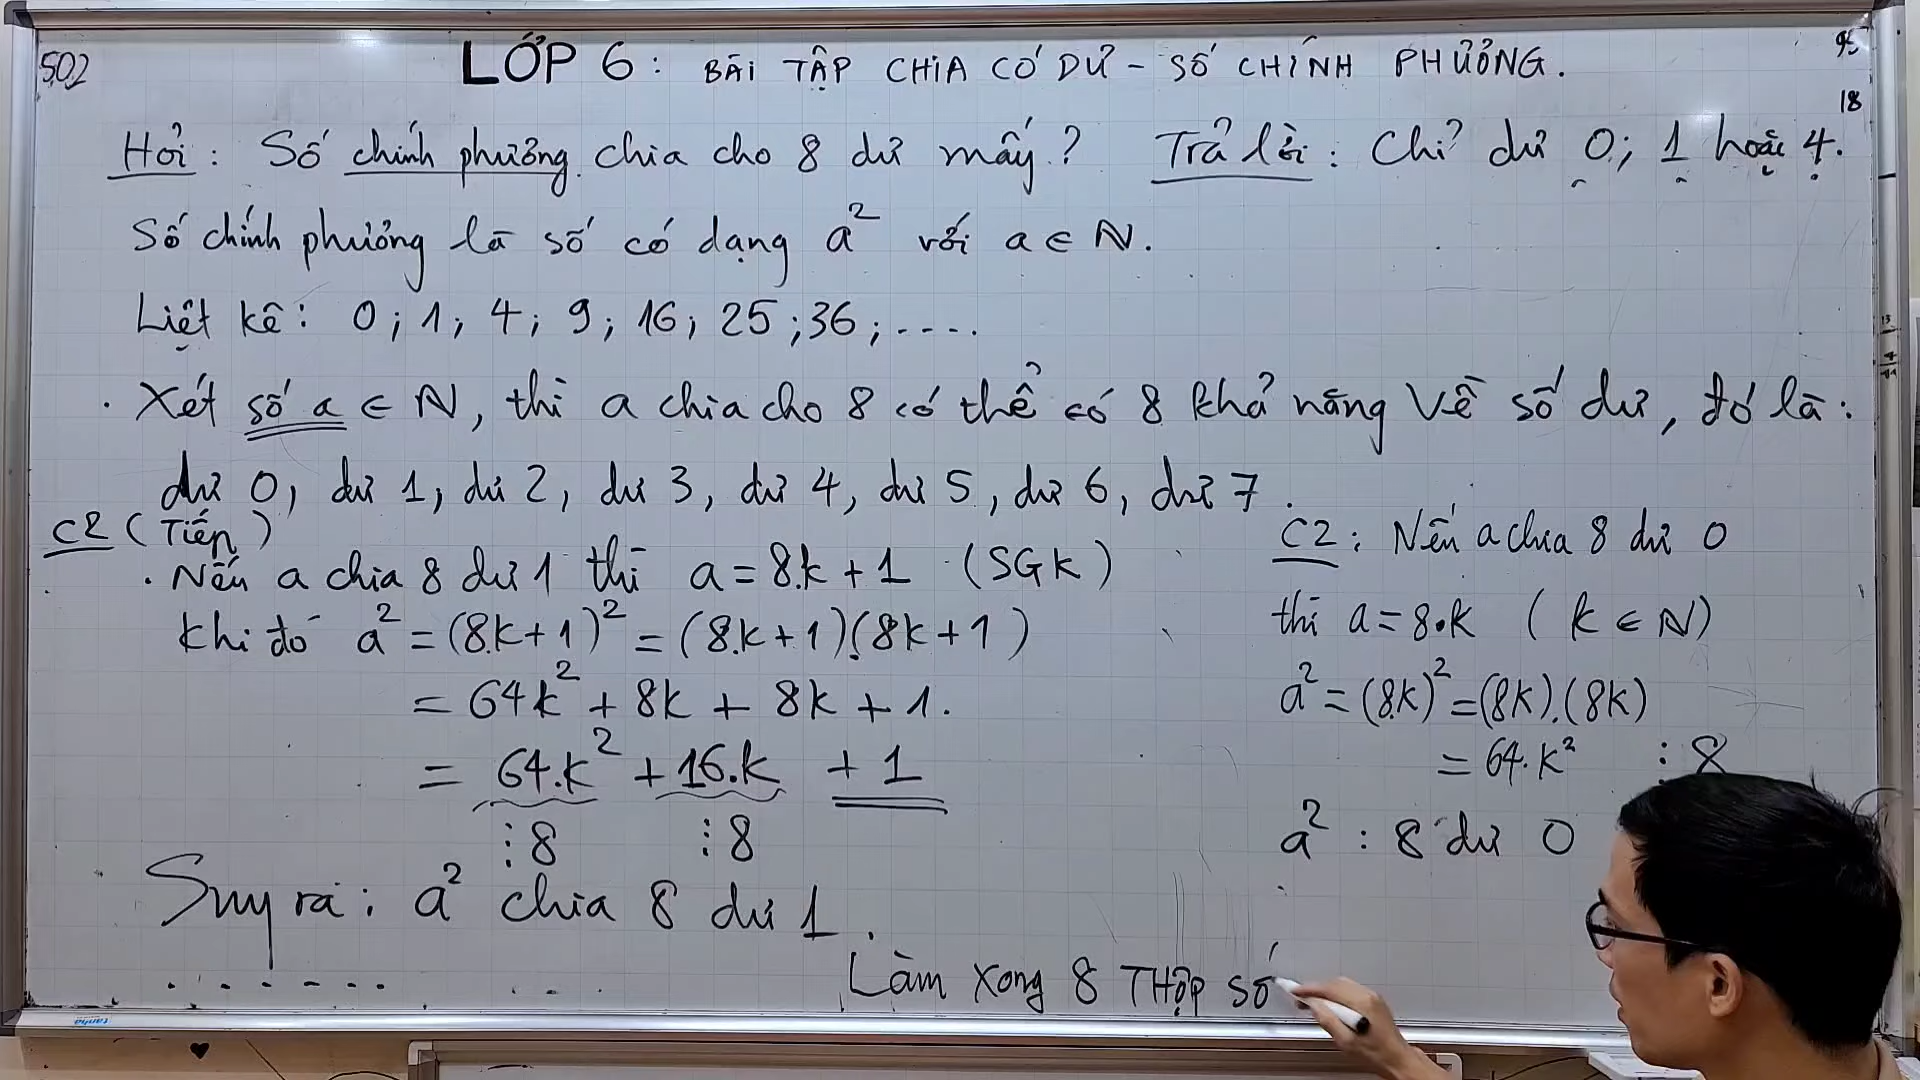 502
LỚP 6 : BÀI TẬP CHIA CÓ DƯ – SỐ CHÍNH PHƯƠNG.
95
18
Hỏi : Số chính phương chia cho 8 dư mấy ? Trả lời : Chỉ dư 0; 1 hoặc 4.
Số chính phương là số có dạng a² với a ∈ N.
Liệt kê : 0 ; 1 ; 4 ; 9 ; 16 ; 25 ; 36 ; ....
. Xét số a ∈ N, thì a chia cho 8 có thể có 8 khả năng về số dư, đó là :
dư 0, dư 1, dư 2, dư 3, dư 4, dư 5, dư 6, dư 7.
C2 (Tiếp)
. Nếu a chia 8 dư 1 thì a = 8.k + 1 (SGK)
Khi đó a² = (8.k + 1)² = (8.k + 1).(8k + 1)
= 64k² + 8k + 8k + 1.
= 64.k² + 16.k + 1
⋮ 8 ⋮ 8
Suy ra : a² chia 8 dư 1.
. . . . . . . . .
C2 : Nếu a chia 8 dư 0
thì a = 8.k ( k ∈ N)
a² = (8.k)² = (8k).(8k)
= 64.k² ⋮ 8
a² : 8 dư 0
Làm xong 8 THợp số